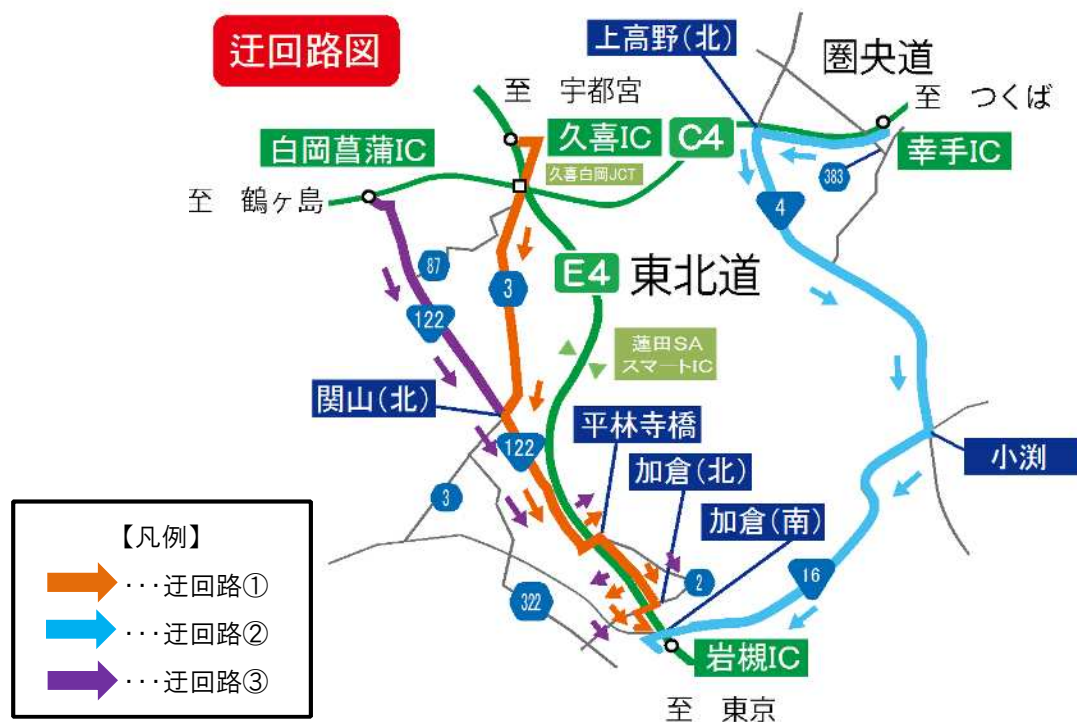 迂回路図
上高野(北)
圏央道
至 宇都宮
至 つくば
白岡菖蒲IC
久喜IC
C4
幸手IC
久喜白岡JCT
383
至 鶴ヶ島
4
87
E4
東北道
3
122
蓮田SA
スマートIC
関山(北)
平林寺橋
122
小渕
加倉(北)
3
加倉(南)
【凡例】
16
2
･･･迂回路①
322
･･･迂回路②
岩槻IC
･･･迂回路③
至 東京